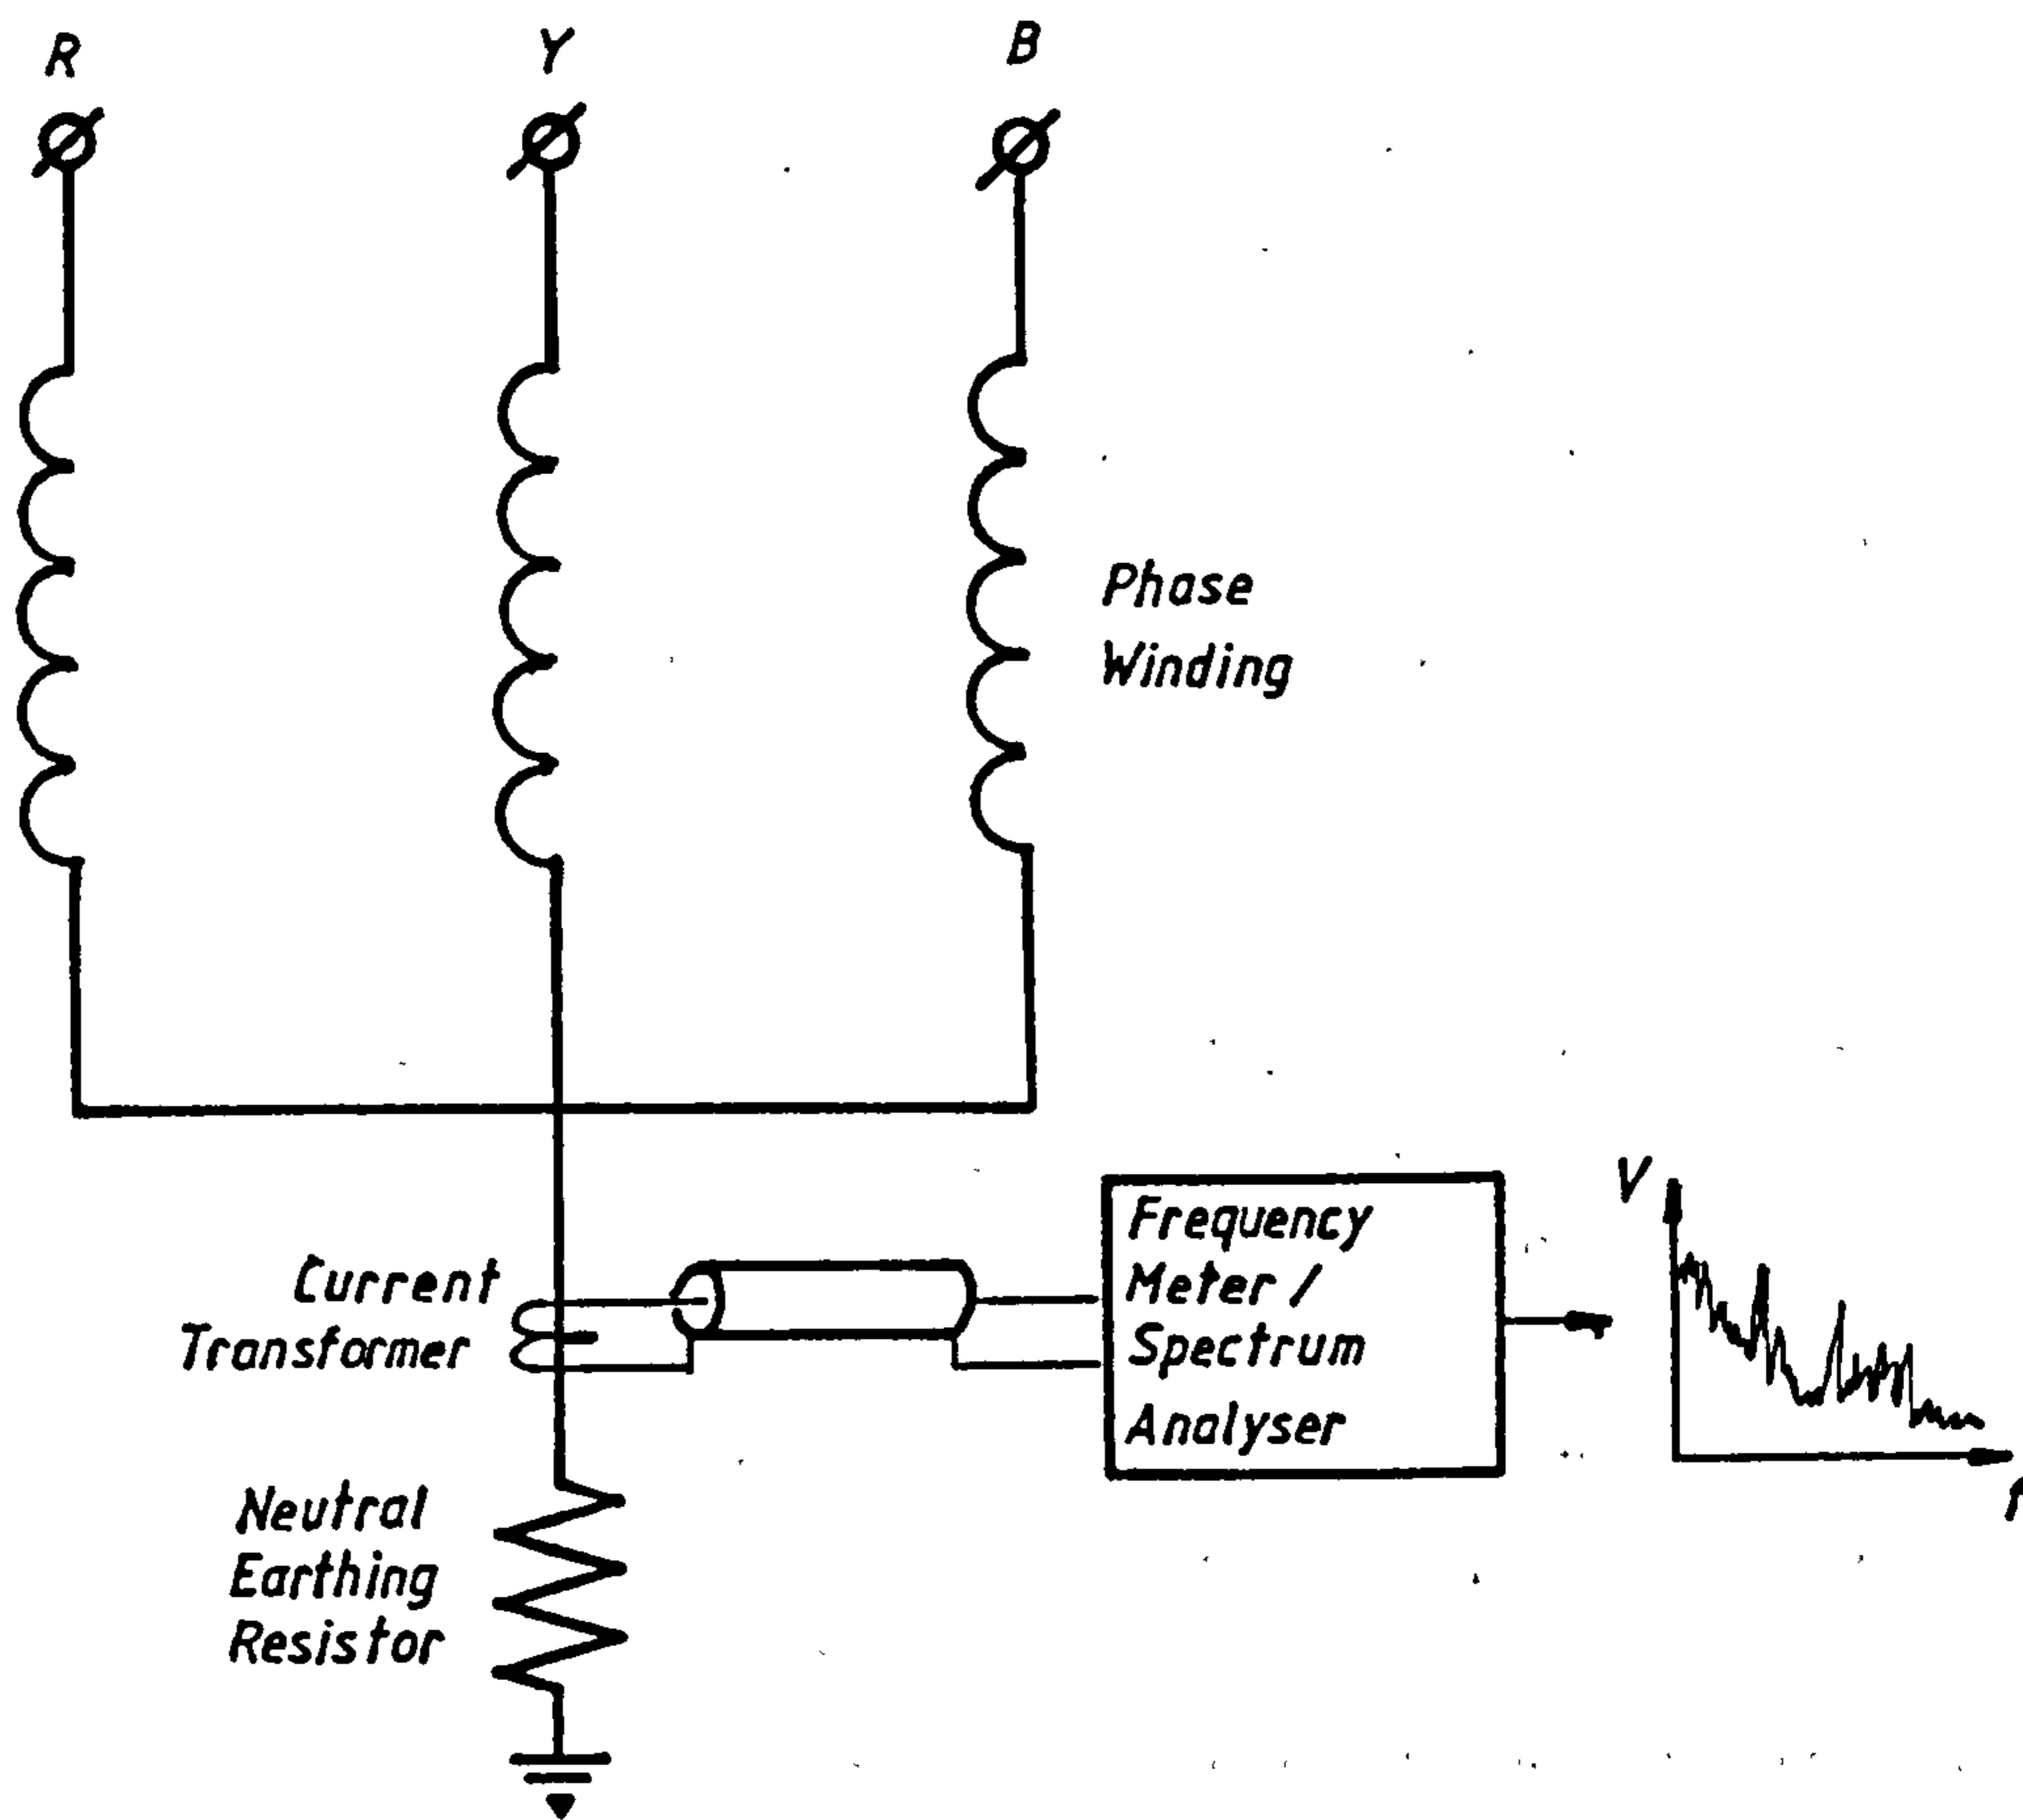 R Y B
Phase
Winding
Current
Transformer
Frequency
Meter /
Spectrum
Analyser
V
Neutral
Earthing
Resistor